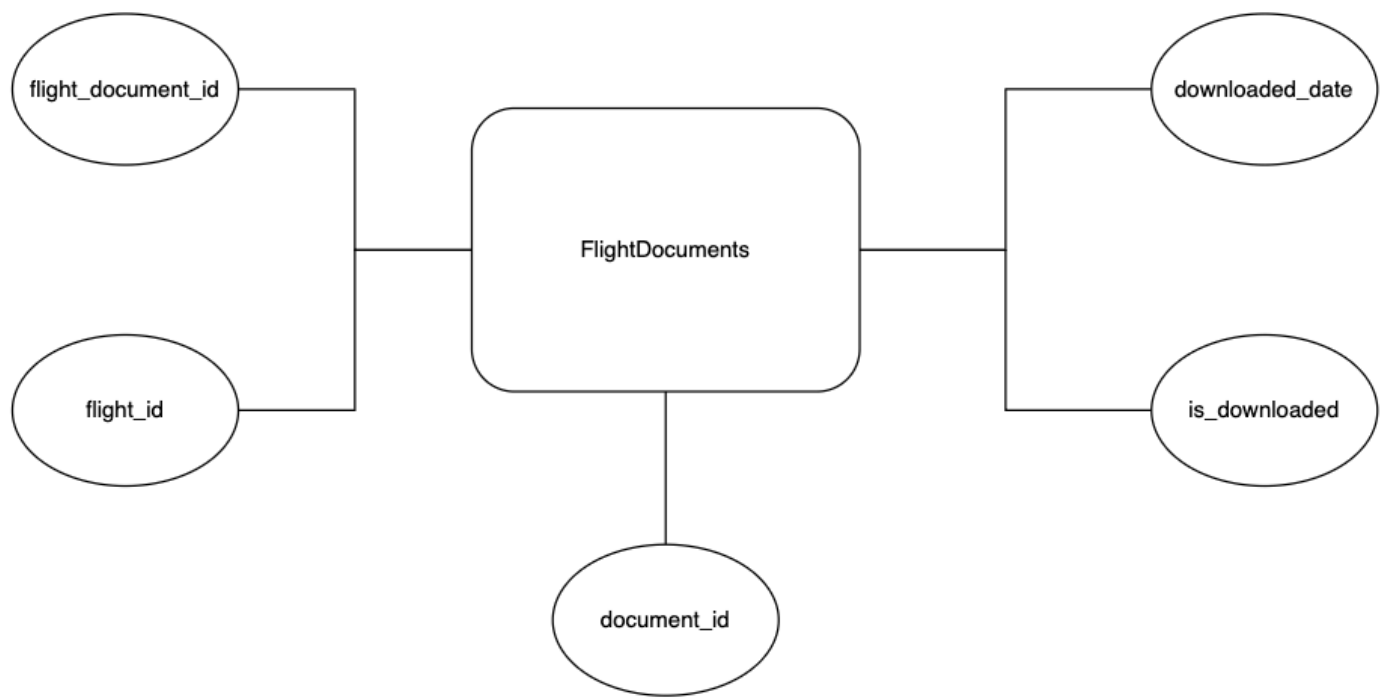 flight_document_id
downloaded_date
FlightDocuments
flight_id
is_downloaded
document_id